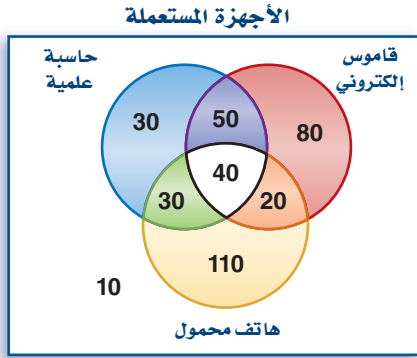 الأجهزة المستعملة
قاموس
إلكتروني
حاسبة
علمية
80
50
30
40
20
30
110
10
هاتف محمول